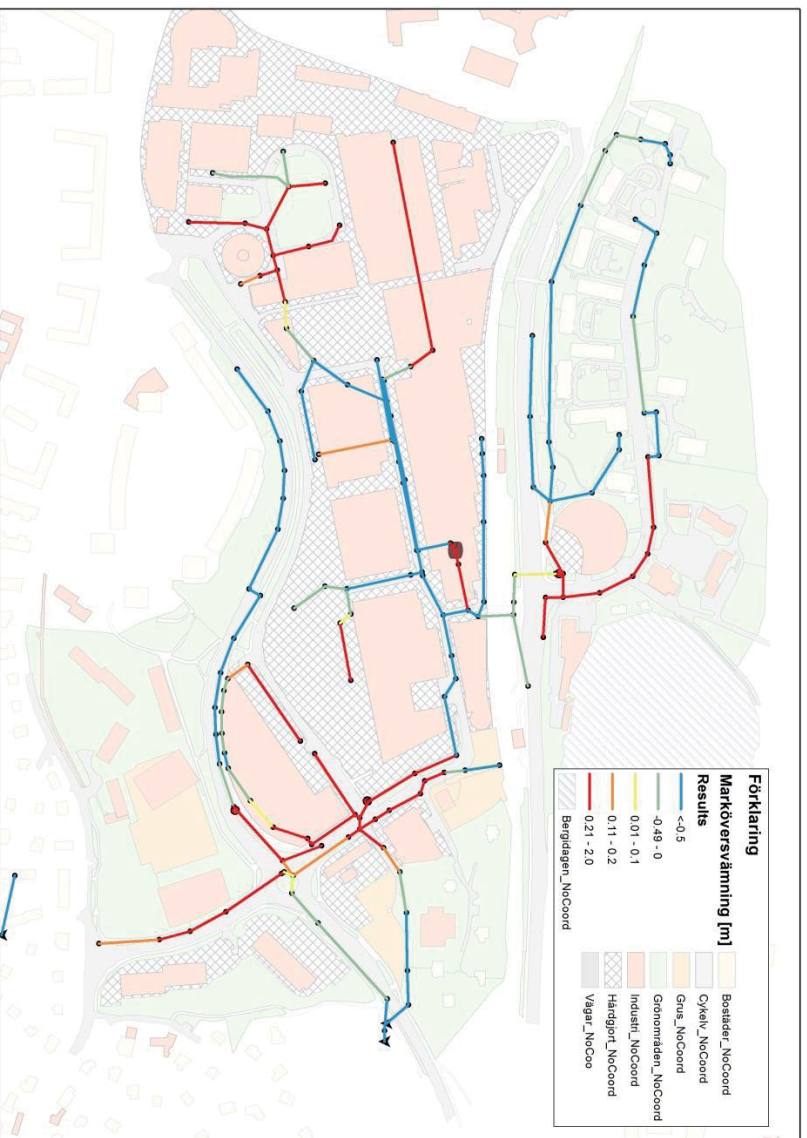 Förklaring
Marköversvämning [m]
Results
<-0.5
-0.49 - 0
0.01 - 0.1
0.11 - 0.2
0.21 - 2.0
Bergidagen_NoCoord
Bostäder_NoCoord
Cykelv_NoCoord
Grus_NoCoord
Grönområden_NoCoord
Industri_NoCoord
Hårdgjort_NoCoord
Vägar_NoCoo